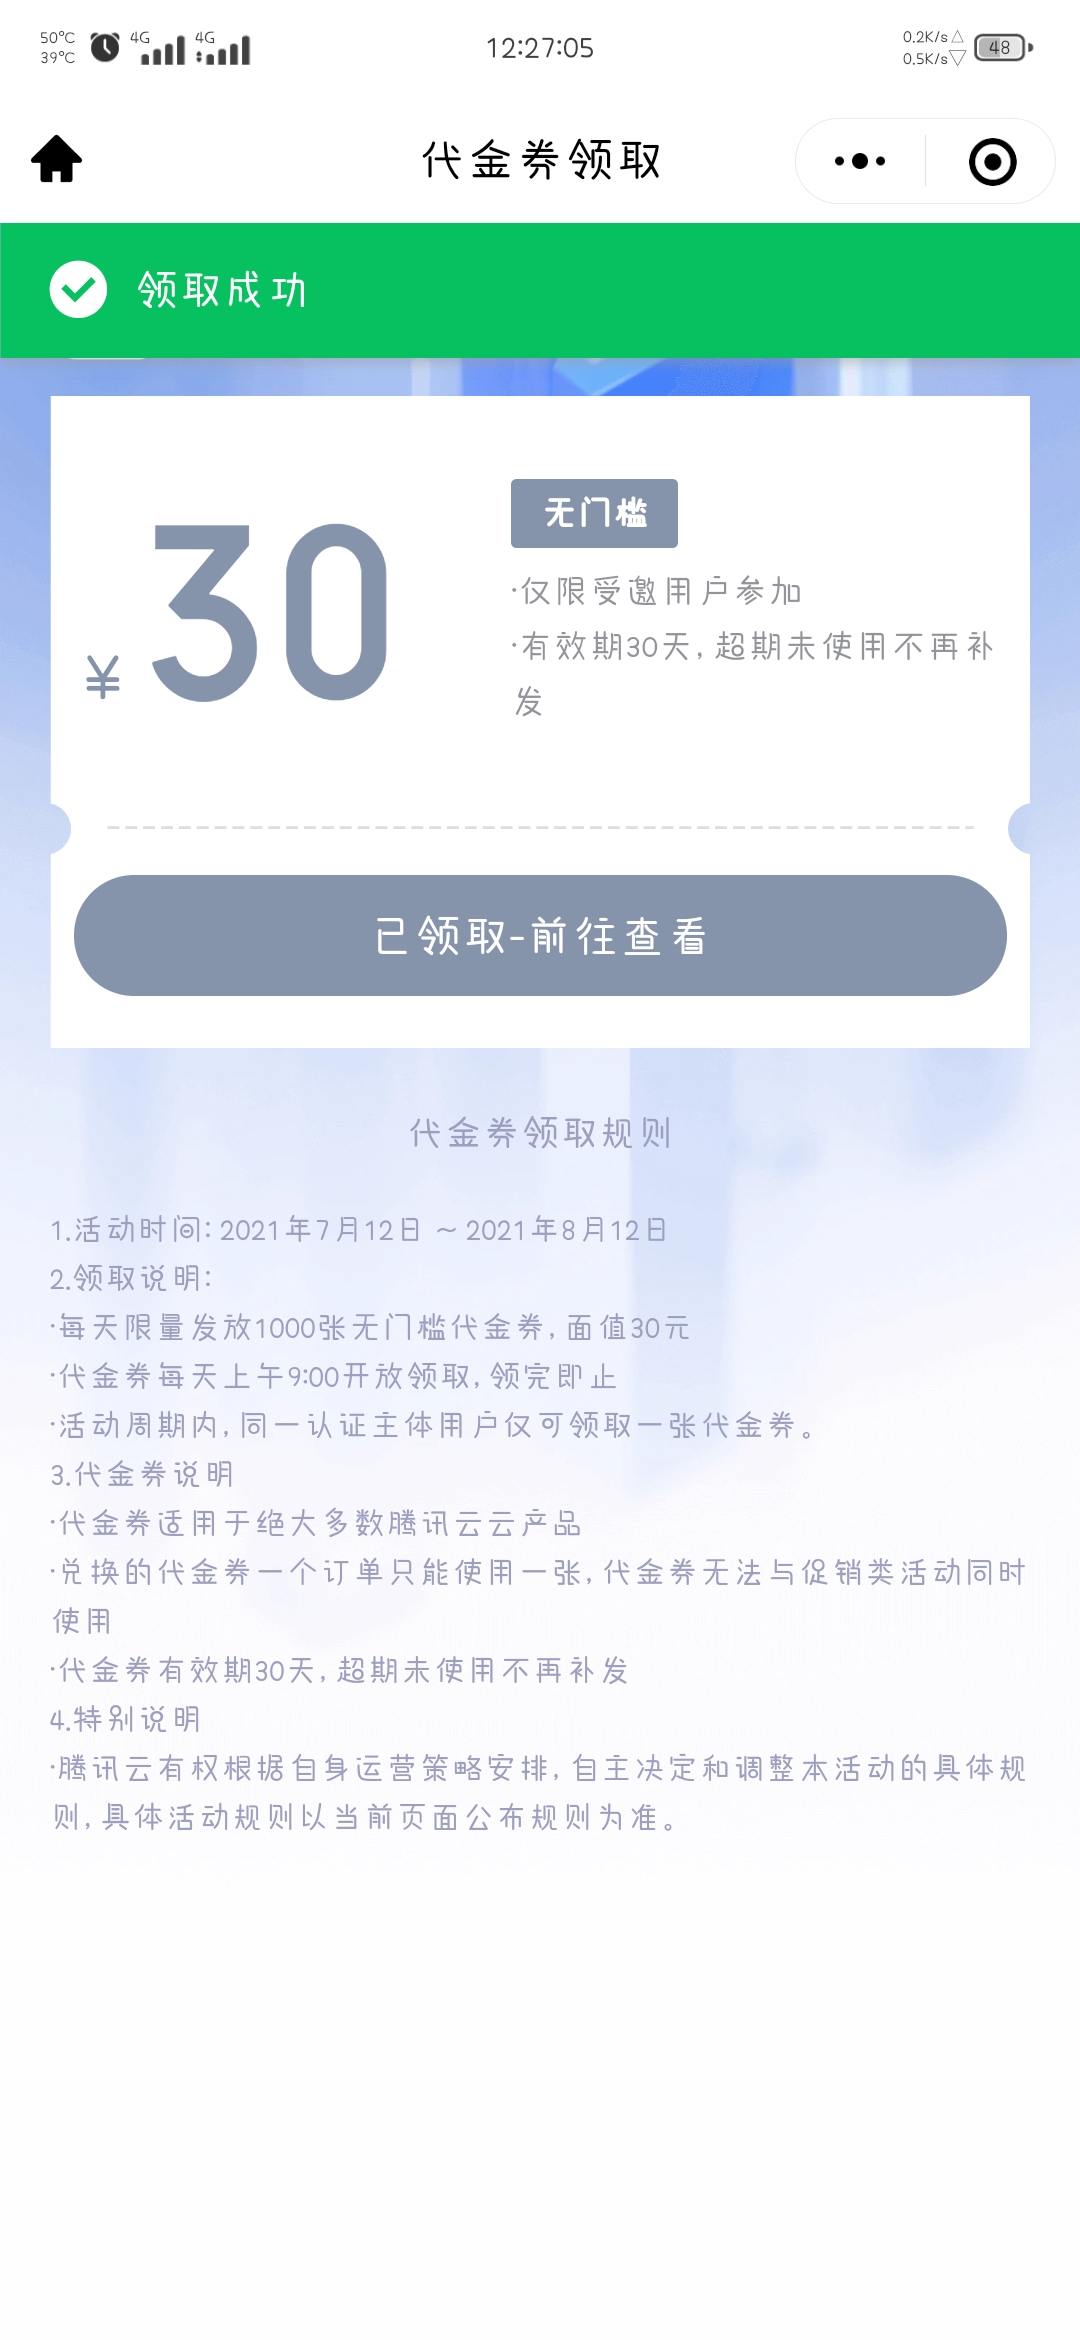 50°C
39°C
4G
4G
12:27:05
0.2K/s
0.5K/s
48
代金券领取
领取成功
¥30
无门槛
·仅限受邀用户参加
·有效期30天,超期未使用不再补
发
已领取-前往查看
代金券领取规则
1.活动时间:2021年7月12日 ~ 2021年8月12日
2.领取说明:
·每天限量发放1000张无门槛代金券,面值30元
·代金券每天上午9:00开放领取,领完即止
·活动周期内,同一认证主体用户仅可领取一张代金券。
3.代金券说明
·代金券适用于绝大多数腾讯云云产品
·兑换的代金券一个订单只能使用一张,代金券无法与促销类活动同时
使用
·代金券有效期30天,超期未使用不再补发
4.特别说明
·腾讯云有权根据自身运营策略安排,自主决定和调整本活动的具体规
则,具体活动规则以当前页面公布规则为准。